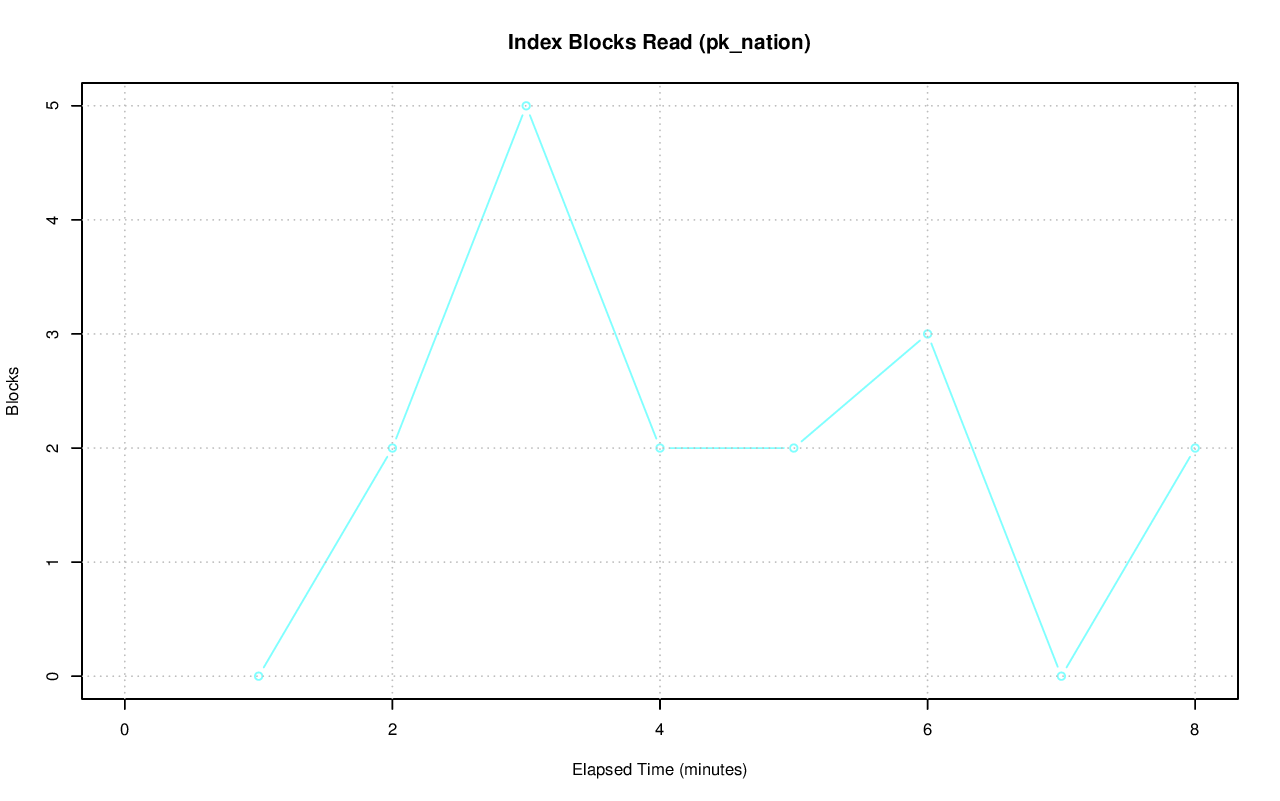 Index Blocks Read (pk_nation)
5
4
3
2
1
0
Blocks
0 2 4 6 8
Elapsed Time (minutes)